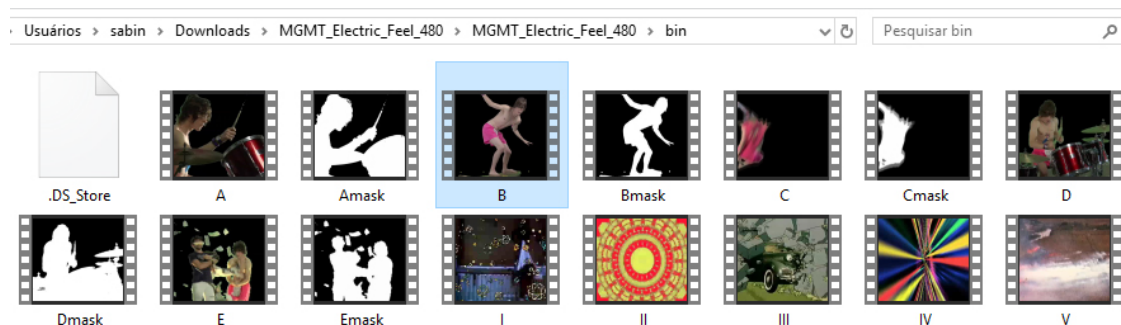 Usuários > sabin > Downloads > MGMT_Electric_Feel_480 > MGMT_Electric_Feel_480 > bin Pesquisar bin
.DS_Store A Amask B Bmask C Cmask D
Dmask E Emask I II III IV V